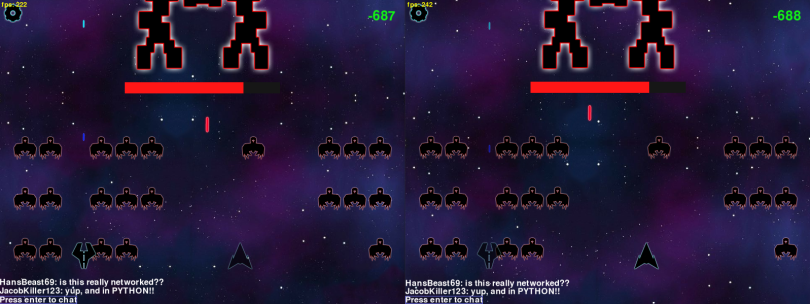 fps: 222
-687
HansBeast69: is this really networked??
JacobKiller123: yup, and in PYTHON!!
Press enter to chat
fps: 242
-688
HansBeast69: is this really networked??
JacobKiller123: yup, and in PYTHON!!
Press enter to chat